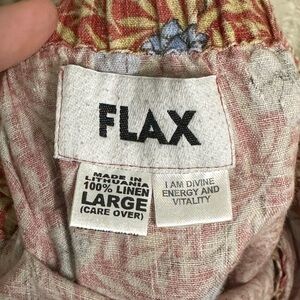 FLAX
MADE IN
LITHUANIA
100% LINEN
LARGE
(CARE OVER)
I AM DIVINE
ENERGY AND
VITALITY